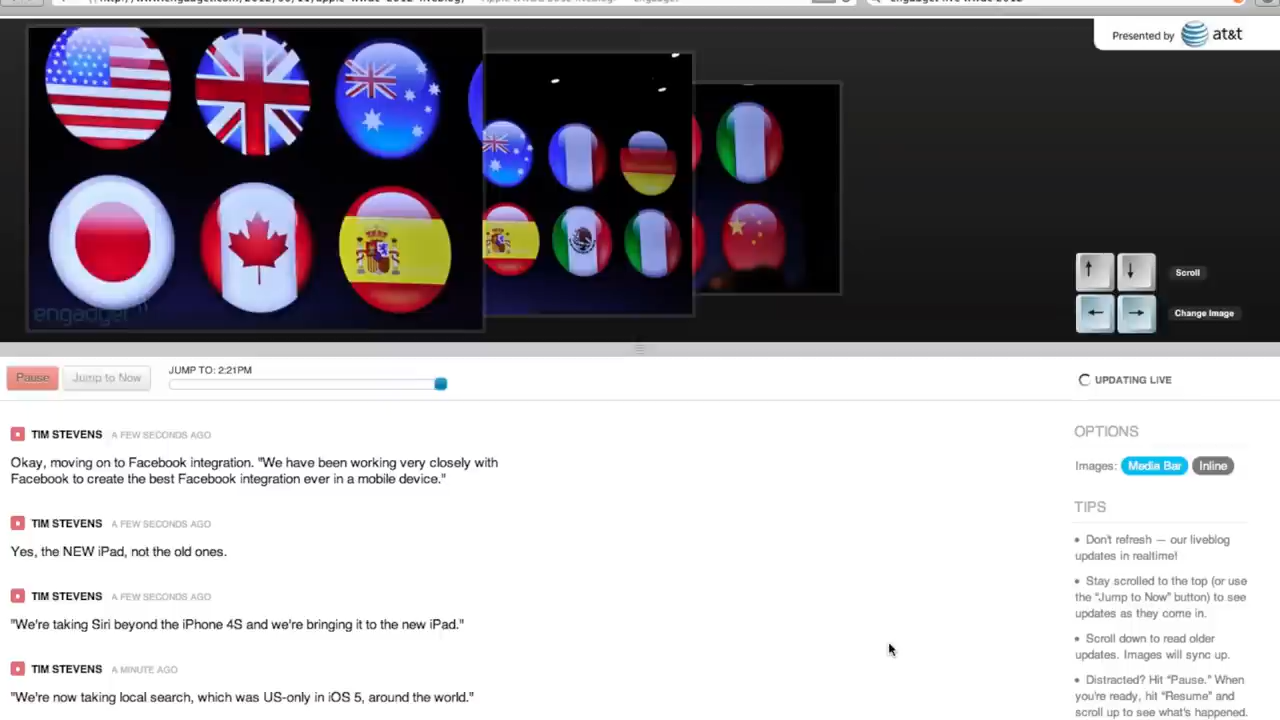 Presented by at&t
engadget
Scroll
Change Image
Pause
Jump to Now
JUMP TO: 2:21PM
UPDATING LIVE
TIM STEVENS A FEW SECONDS AGO
Okay, moving on to Facebook integration. "We have been working very closely with
Facebook to create the best Facebook integration ever in a mobile device."
TIM STEVENS A FEW SECONDS AGO
Yes, the NEW iPad, not the old ones.
TIM STEVENS A FEW SECONDS AGO
"We're taking Siri beyond the iPhone 4S and we're bringing it to the new iPad."
TIM STEVENS A MINUTE AGO
"We're now taking local search, which was US-only in iOS 5, around the world."
OPTIONS
Images: Media Bar Inline
TIPS
• Don't refresh — our liveblog
updates in realtime!
• Stay scrolled to the top (or use
the "Jump to Now" button) to see
updates as they come in.
• Scroll down to read older
updates. Images will sync up.
• Distracted? Hit "Pause." When
you're ready, hit "Resume" and
scroll up to see what's happened.